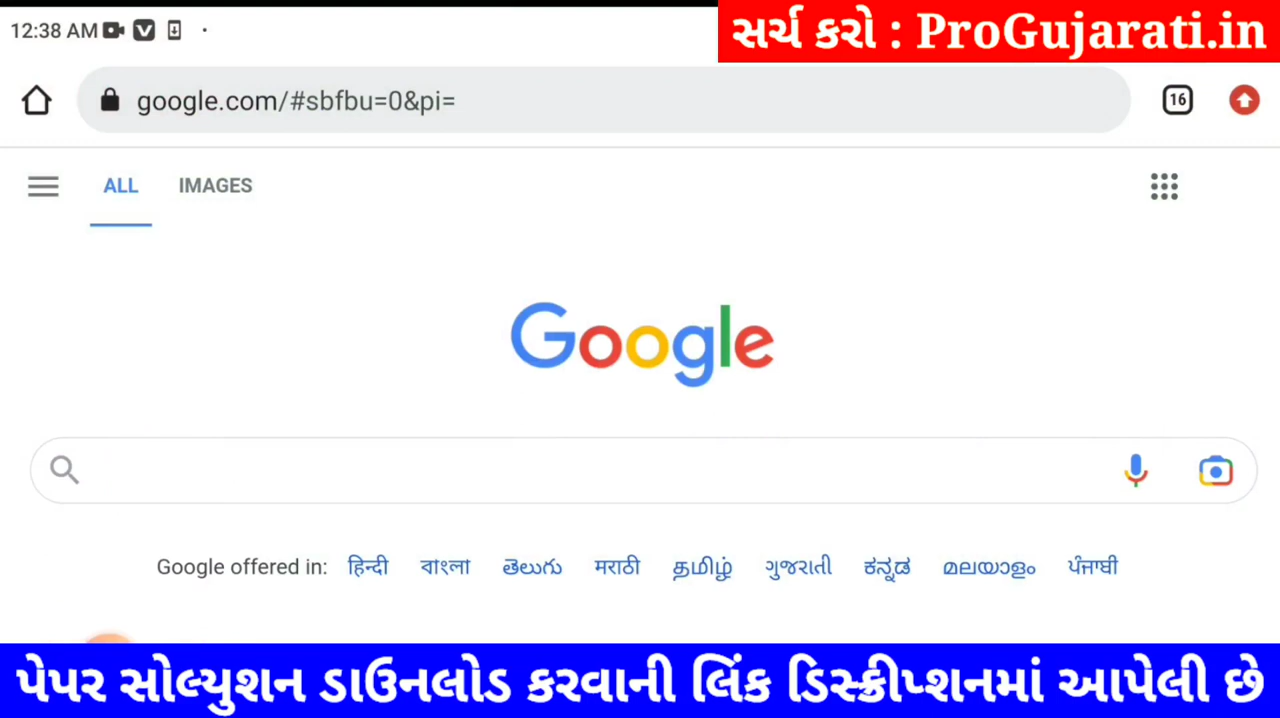 12:38 AM
સર્ચ કરો : ProGujarati.in
google.com/#sbfbu=0&pi=
16
ALL IMAGES
Google
Google offered in: हिन्दी বাংলা తెలుగు मराठी தமிழ் ગુજરાતી ಕನ್ನಡ മലയാളം ਪੰਜਾਬੀ
પેપર સોલ્યુશન ડાઉનલોડ કરવાની લિંક ડિસ્ક્રીપ્શનમાં આપેલી છે